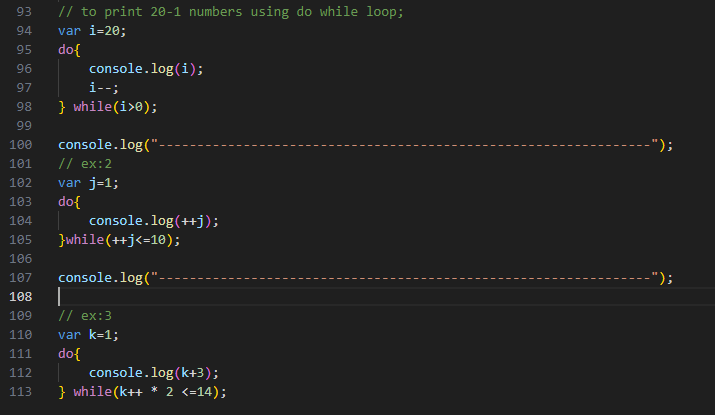 93 // to print 20-1 numbers using do while loop;
94 var i=20;
95 do{
96 console.log(i);
97 i--;
98 } while(i>0);
99
100 console.log("----------------------------------------------------------------");
101 // ex:2
102 var j=1;
103 do{
104 console.log(++j);
105 }while(++j<=10);
106
107 console.log("----------------------------------------------------------------");
108
109 // ex:3
110 var k=1;
111 do{
112 console.log(k+3);
113 } while(k++ * 2 <=14);